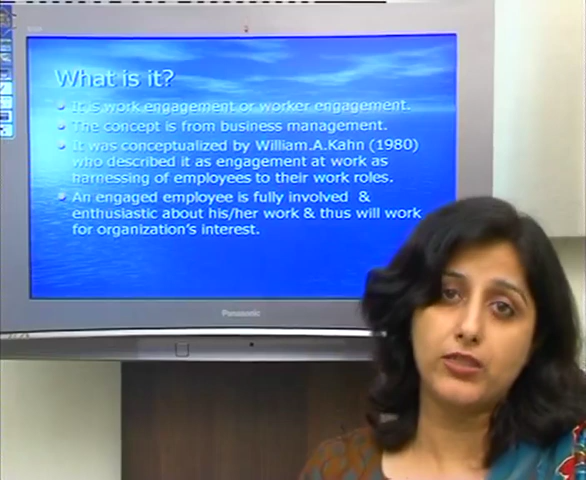 What is it?
It is work engagement or worker engagement.
The concept is from business management.
It was conceptualized by William.A.Kahn (1980)
who described it as engagement at work as
harnessing of employees to their work roles.
An engaged employee is fully involved &
enthusiastic about his/her work & thus will work
for organization's interest.
Panasonic